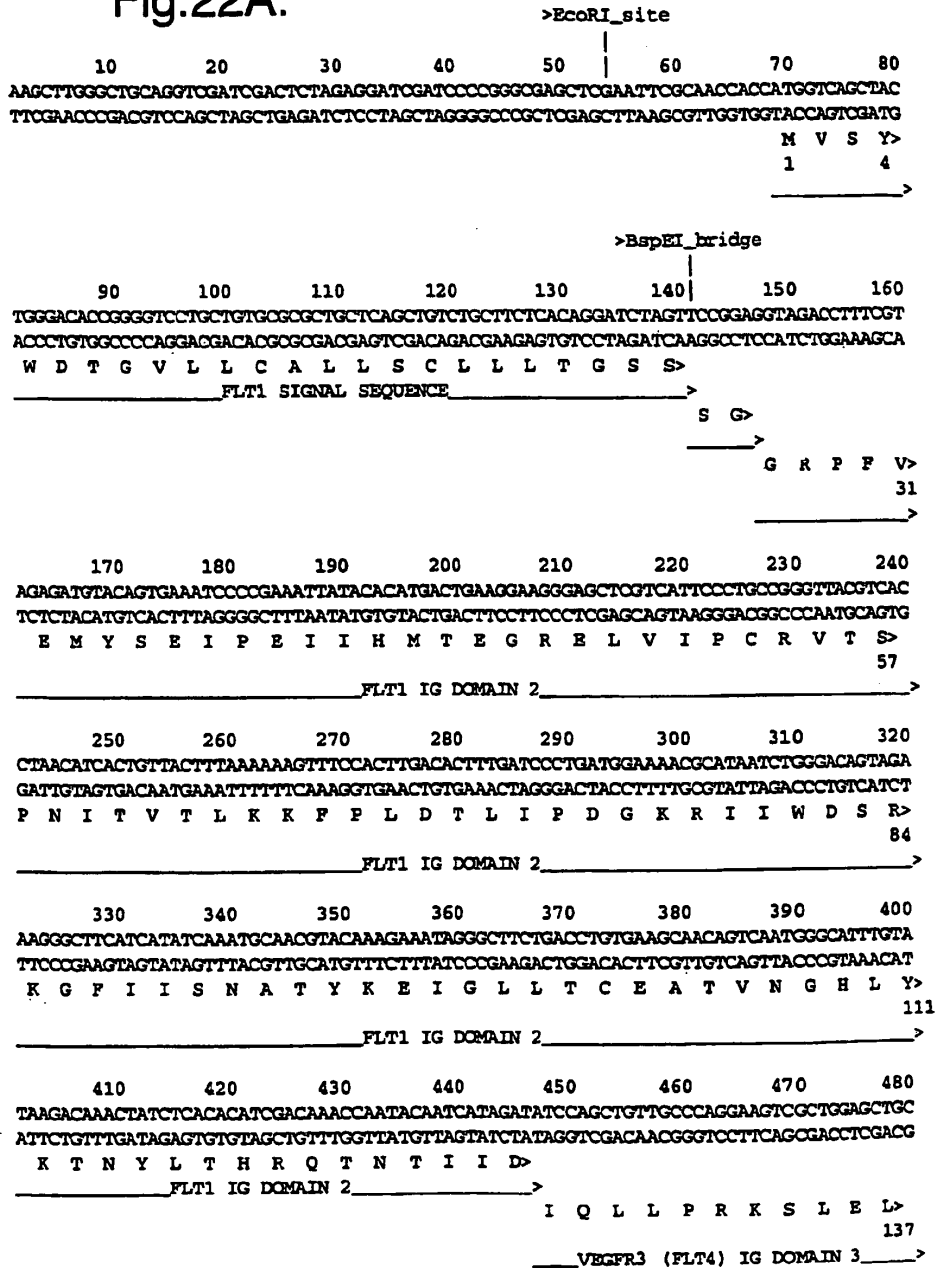 Fig.22A.
>EcoRI_site
10 20 30 40 50 60 70 80
AAGCTTGGGCTGCAGGTCGATCGACTCTAGAGGATCGATCCCCGGGCGAGCTCGAATTCGCAACCACCATGGTCAGCTAC
TTCGAACCCGACGTCCAGCTAGCTGAGATCTCCTAGCTAGGGGCCCGCTCGAGCTTAAGCGTTGGTGGTACCAGTCGATG
M V S Y>
1 4
>BspEI_bridge
90 100 110 120 130 140 150 160
TGGGACACCGGGGTCCTGCTGTGCGCGCTGCTCAGCTGTCTGCTTCTCACAGGATCTAGTTCCGGAGGTAGACCTTTCGT
ACCCTGTGGCCCCAGGACGACACGCGCGACGAGTCGACAGACGAAGAGTGTCCTAGATCAAGGCCTCCATCTGGAAAGCA
W D T G V L L C A L L S C L L L T G S S>
FLT1 SIGNAL SEQUENCE
S G>
G R P F V>
31
170 180 190 200 210 220 230 240
AGAGATGTACAGTGAAATCCCCGAAATTATACACATGACTGAAGGAAGGGAGCTCGTCATTCCCTGCCGGGTTACGTCAC
TCTCTACATGTCACTTTAGGGGCTTTAATATGTGTACTGACTTCCTTCCCTCGAGCAGTAAGGGACGGCCCAATGCAGTG
E M Y S E I P E I I H M T E G R E L V I P C R V T S>
57
FLT1 IG DOMAIN 2
250 260 270 280 290 300 310 320
CTAACATCACTGTTACTTTAAAAAAGTTTCCACTTGACACTTTGATCCCTGATGGAAAACGCATAATCTGGGACAGTAGA
GATTGTAGTGACAATGAAATTTTTTCAAAGGTGAACTGTGAAACTAGGGACTACCTTTTGCGTATTAGACCCTGTCATCT
P N I T V T L K K F P L D T L I P D G K R I I W D S R>
84
FLT1 IG DOMAIN 2
330 340 350 360 370 380 390 400
AAGGGCTTCATCATATCAAATGCAACGTACAAAGAAATAGGGCTTCTGACCTGTGAAGCAACAGTCAATGGGCATTTGTA
TTCCCGAAGTAGTATAGTTTACGTTGCATGTTTCTTTATCCCGAAGACTGGACACTTCGTTGTCAGTTACCCGTAAACAT
K G F I I S N A T Y K E I G L L T C E A T V N G H L Y>
111
FLT1 IG DOMAIN 2
410 420 430 440 450 460 470 480
TAAGACAAACTATCTCACACATCGACAAACCAATACAATCATAGATATCCAGCTGTTGCCCAGGAAGTCGCTGGAGCTGC
ATTCTGTTTGATAGAGTGTGTAGCTGTTTGGTTATGTTAGTATCTATAGGTCGACAACGGGTCCTTCAGCGACCTCGACG
K T N Y L T H R Q T N T I I D>
FLT1 IG DOMAIN 2
I Q L L P R K S L E L>
137
VEGFR3 (FLT4) IG DOMAIN 3